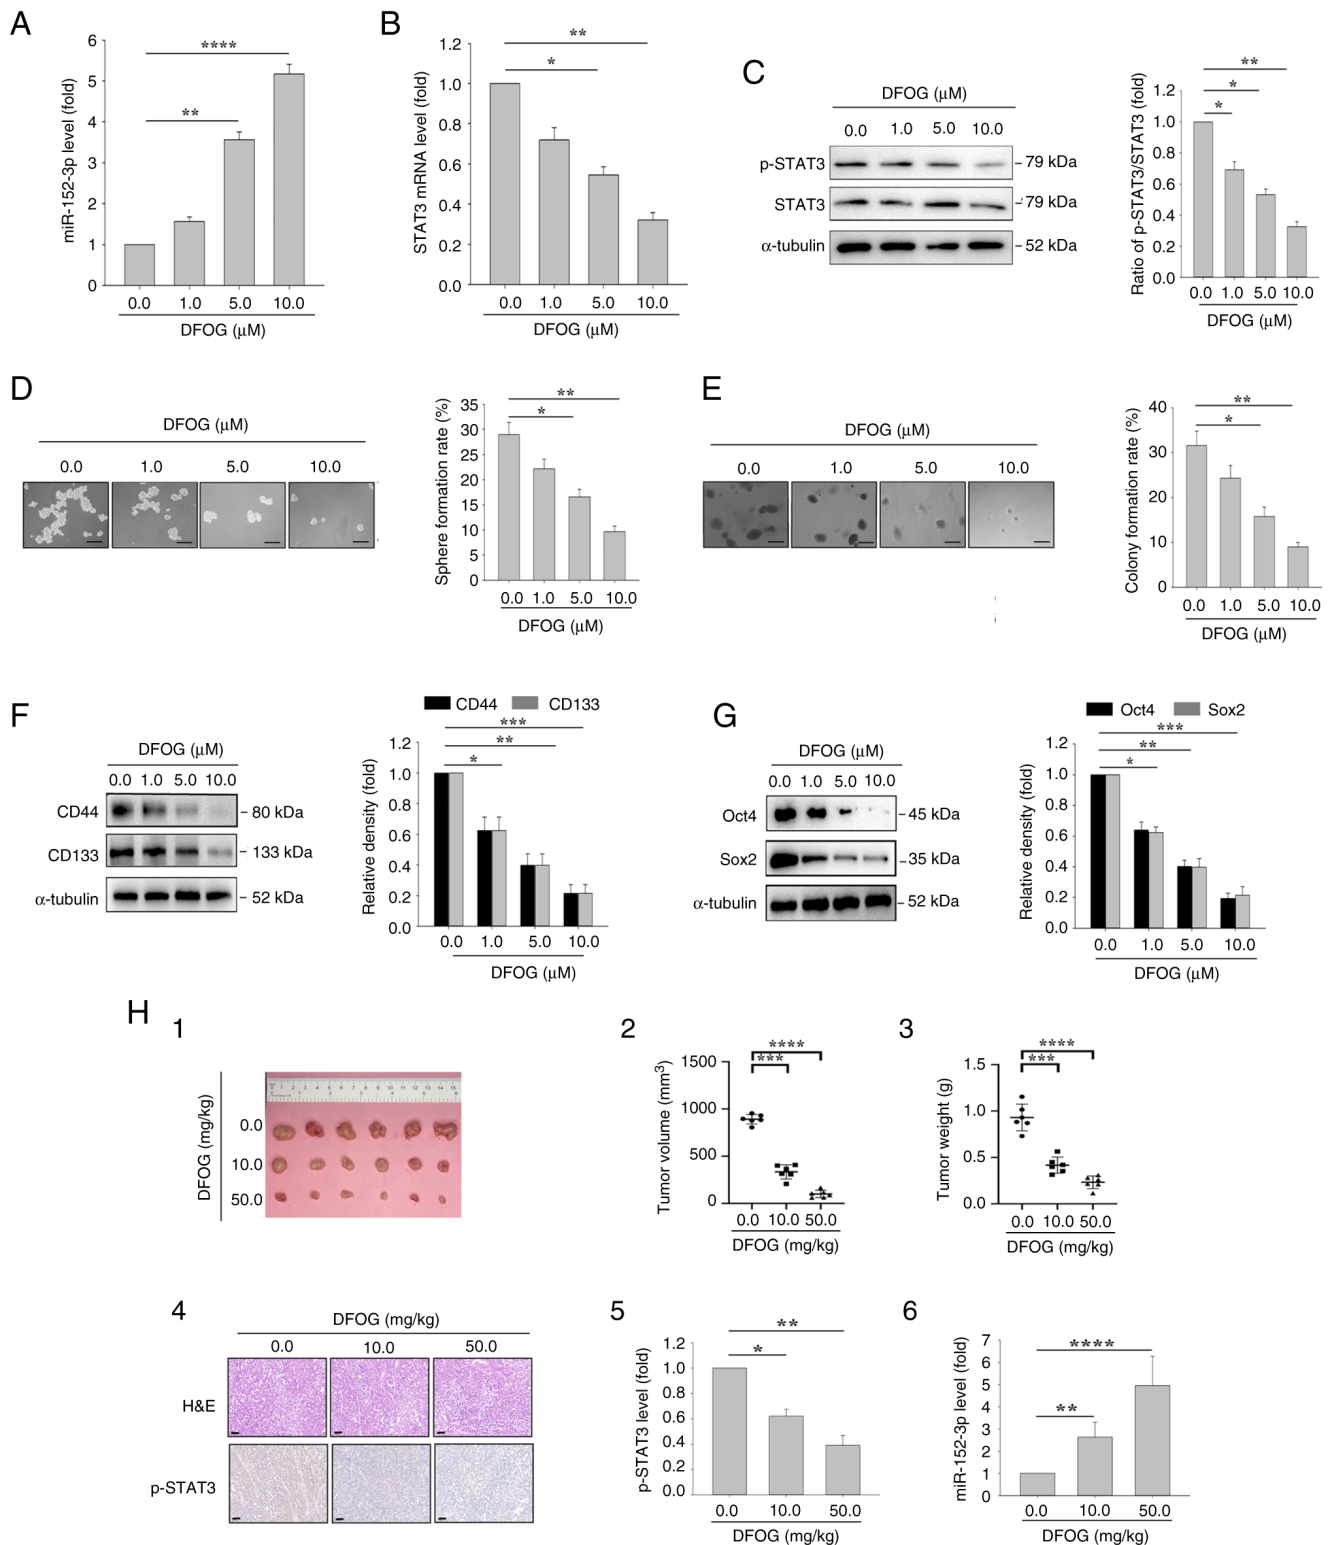 A
miR-152-3p level (fold)
6
5
4
3
2
1
0
****
**
0.0 1.0 5.0 10.0
DFOG (μM)
B
STAT3 mRNA level (fold)
1.2
1.0
0.8
0.6
0.4
0.2
0.0
**
*
0.0 1.0 5.0 10.0
DFOG (μM)
C
DFOG (μM)
0.0 1.0 5.0 10.0
p-STAT3 79 kDa
STAT3 79 kDa
α-tubulin 52 kDa
Ratio of p-STAT3/STAT3 (fold)
1.2
1.0
0.8
0.6
0.4
0.2
0.0
**
*
*
0.0 1.0 5.0 10.0
DFOG (μM)
D
DFOG (μM)
0.0 1.0 5.0 10.0
Sphere formation rate (%)
35
30
25
20
15
10
5
0
**
*
0.0 1.0 5.0 10.0
DFOG (μM)
E
DFOG (μM)
0.0 1.0 5.0 10.0
Colony formation rate (%)
40
30
20
10
0
**
*
0.0 1.0 5.0 10.0
DFOG (μM)
F
DFOG (μM)
0.0 1.0 5.0 10.0
CD44 80 kDa
CD133 133 kDa
α-tubulin 52 kDa
CD44 CD133
Relative density (fold)
1.2
1.0
0.8
0.6
0.4
0.2
0.0
***
**
*
0.0 1.0 5.0 10.0
DFOG (μM)
G
DFOG (μM)
0.0 1.0 5.0 10.0
Oct4 45 kDa
Sox2 35 kDa
α-tubulin 52 kDa
Oct4 Sox2
Relative density (fold)
1.2
1.0
0.8
0.6
0.4
0.2
0.0
***
**
*
0.0 1.0 5.0 10.0
DFOG (μM)
H
1
DFOG (mg/kg)
0.0
10.0
50.0
2
Tumor volume (mm³)
1500
1000
500
0
****
***
0.0 10.0 50.0
DFOG (mg/kg)
3
Tumor weight (g)
1.5
1.0
0.5
0.0
****
***
0.0 10.0 50.0
DFOG (mg/kg)
4
DFOG (mg/kg)
0.0 10.0 50.0
H&E
p-STAT3
5
p-STAT3 level (fold)
1.2
1.0
0.8
0.6
0.4
0.2
0.0
**
*
0.0 10.0 50.0
DFOG (mg/kg)
6
miR-152-3p level (fold)
7
6
5
4
3
2
1
0
****
**
0.0 10.0 50.0
DFOG (mg/kg)